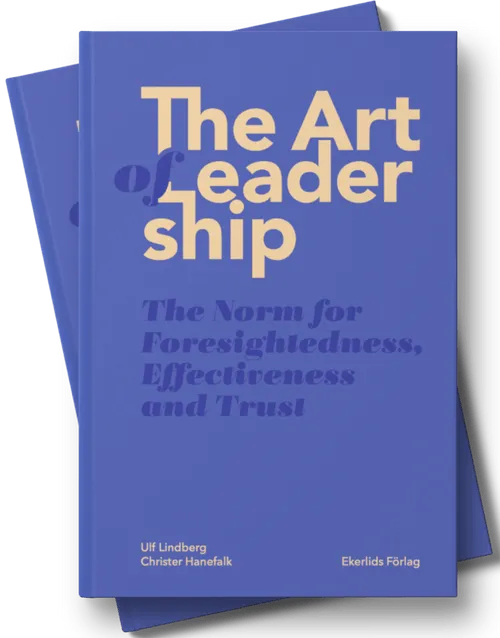 The Art
of Leader
ship
The Norm for
Foresightedness,
Effectiveness
and Trust
Ulf Lindberg
Christer Hanefalk
Ekerlids Förlag